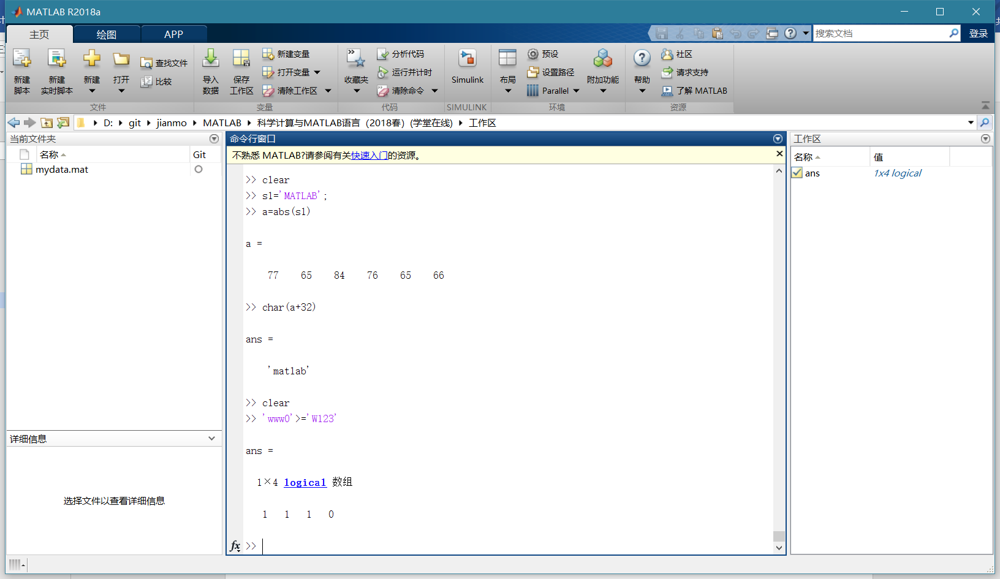 MATLAB R2018a
主页 绘图 APP
搜索文档 登录
新建脚本 新建实时脚本 新建 打开 查找文件 比较
文件
导入数据 保存工作区 新建变量 打开变量 清除工作区
变量
收藏夹 分析代码 运行并计时 清除命令
代码
Simulink
SIMULINK
布局 预设 设置路径 Parallel 附加功能
环境
帮助 社区 请求支持 了解 MATLAB
资源
D: git jianmo MATLAB 科学计算与MATLAB语言（2018春）(学堂在线) 工作区
当前文件夹
名称 Git
mydata.mat
详细信息
选择文件以查看详细信息
命令行窗口
不熟悉 MATLAB?请参阅有关快速入门的资源。
>> clear
>> s1='MATLAB';
>> a=abs(s1)
a =
77 65 84 76 65 66
>> char(a+32)
ans =
'matlab'
>> clear
>> 'www0'>='W123'
ans =
1×4 logical 数组
1 1 1 0
fx >>
工作区
名称 值
ans 1x4 logical